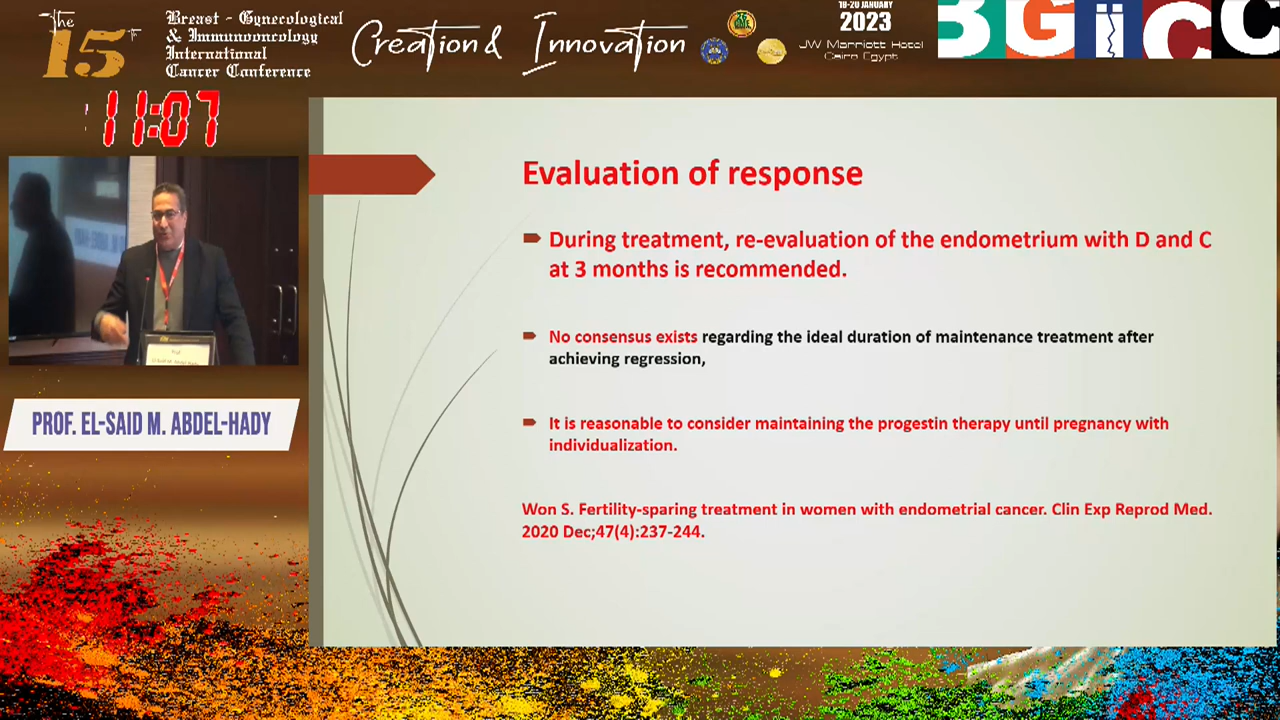 The
15th
Breast - Gynecological
& Immunooncology
International
Cancer Conference
Creation & Innovation
18-20 JANUARY
2023
JW Marriott Hotel
Cairo Egypt
BGICC
11:07
Evaluation of response
During treatment, re-evaluation of the endometrium with D and C
at 3 months is recommended.
No consensus exists regarding the ideal duration of maintenance treatment after
achieving regression,
It is reasonable to consider maintaining the progestin therapy until pregnancy with
individualization.
Won S. Fertility-sparing treatment in women with endometrial cancer. Clin Exp Reprod Med.
2020 Dec;47(4):237-244.
Prof
PROF. EL-SAID M. ABDEL-HADY